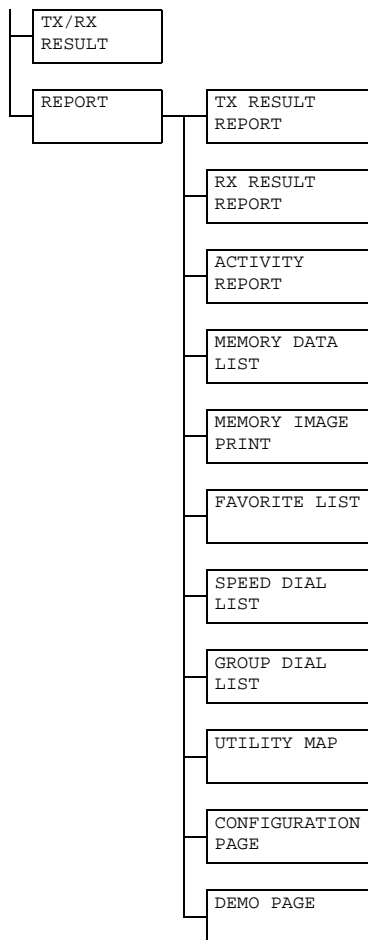 TX/RX
RESULT
REPORT
TX RESULT
REPORT
RX RESULT
REPORT
ACTIVITY
REPORT
MEMORY DATA
LIST
MEMORY IMAGE
PRINT
FAVORITE LIST
SPEED DIAL
LIST
GROUP DIAL
LIST
UTILITY MAP
CONFIGURATION
PAGE
DEMO PAGE